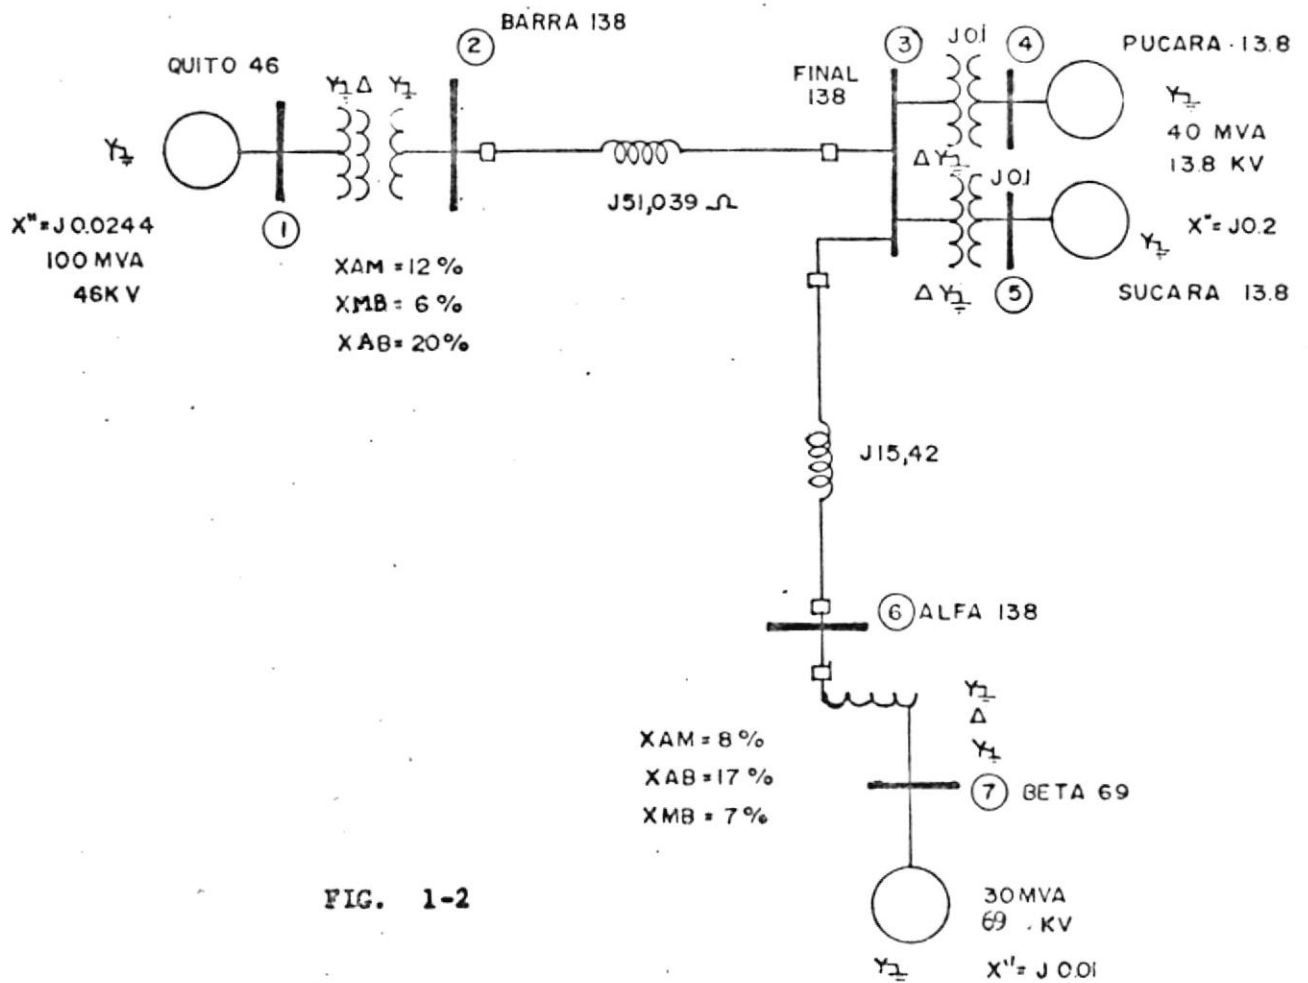 BARRA 138
2
QUITO 46
Y Δ Y
Y
X"=J0.0244
100 MVA
46KV
1
XAM = 12%
XMB = 6%
XAB = 20%
J51,039 Ω
FINAL
138
3
J0.1
4
PUCARA - 13.8
Y
40 MVA
13.8 KV
Δ Y
J0.1
X"= J0.2
Y
Δ Y
5
SUCARA 13.8
J15,42
6 ALFA 138
Y
Δ
Y
XAM = 8%
XAB = 17%
XMB = 7%
7 BETA 69
FIG. 1-2
30 MVA
69 . KV
Y
X"= J 0.01